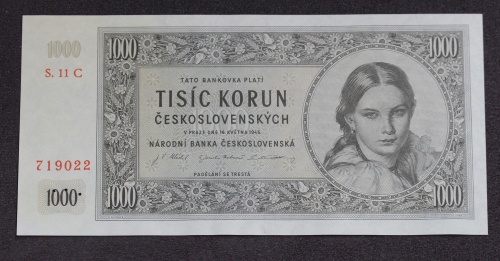 1000
1000
1000
S. 11 C
TATO BANKOVKA PLATÍ
TISÍC KORUN
ČESKOSLOVENSKÝCH
V PRAZE DNE 16. KVĚTNA 1945
NÁRODNÍ BANKA ČESKOSLOVENSKÁ
719022
PADĚLÁNÍ SE TRESTÁ
1000
1000
1000